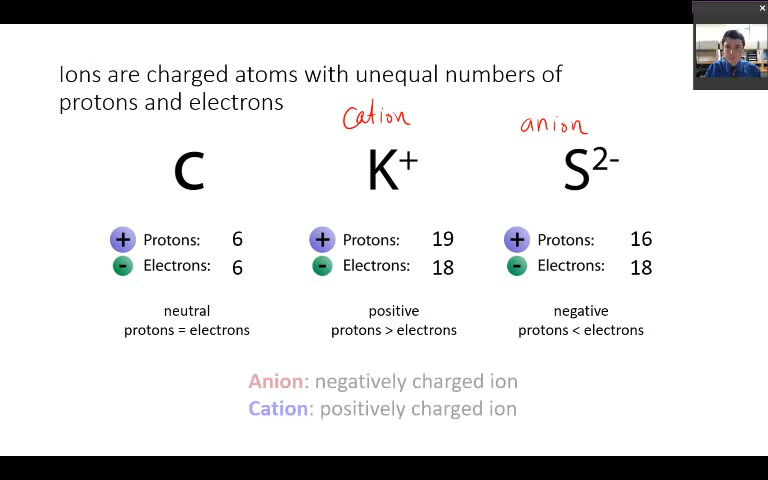 Ions are charged atoms with unequal numbers of
protons and electrons
cation
anion
C
K+
S2-
+ Protons: 6
- Electrons: 6
+ Protons: 19
- Electrons: 18
+ Protons: 16
- Electrons: 18
neutral
protons = electrons
positive
protons > electrons
negative
protons < electrons
Anion: negatively charged ion
Cation: positively charged ion